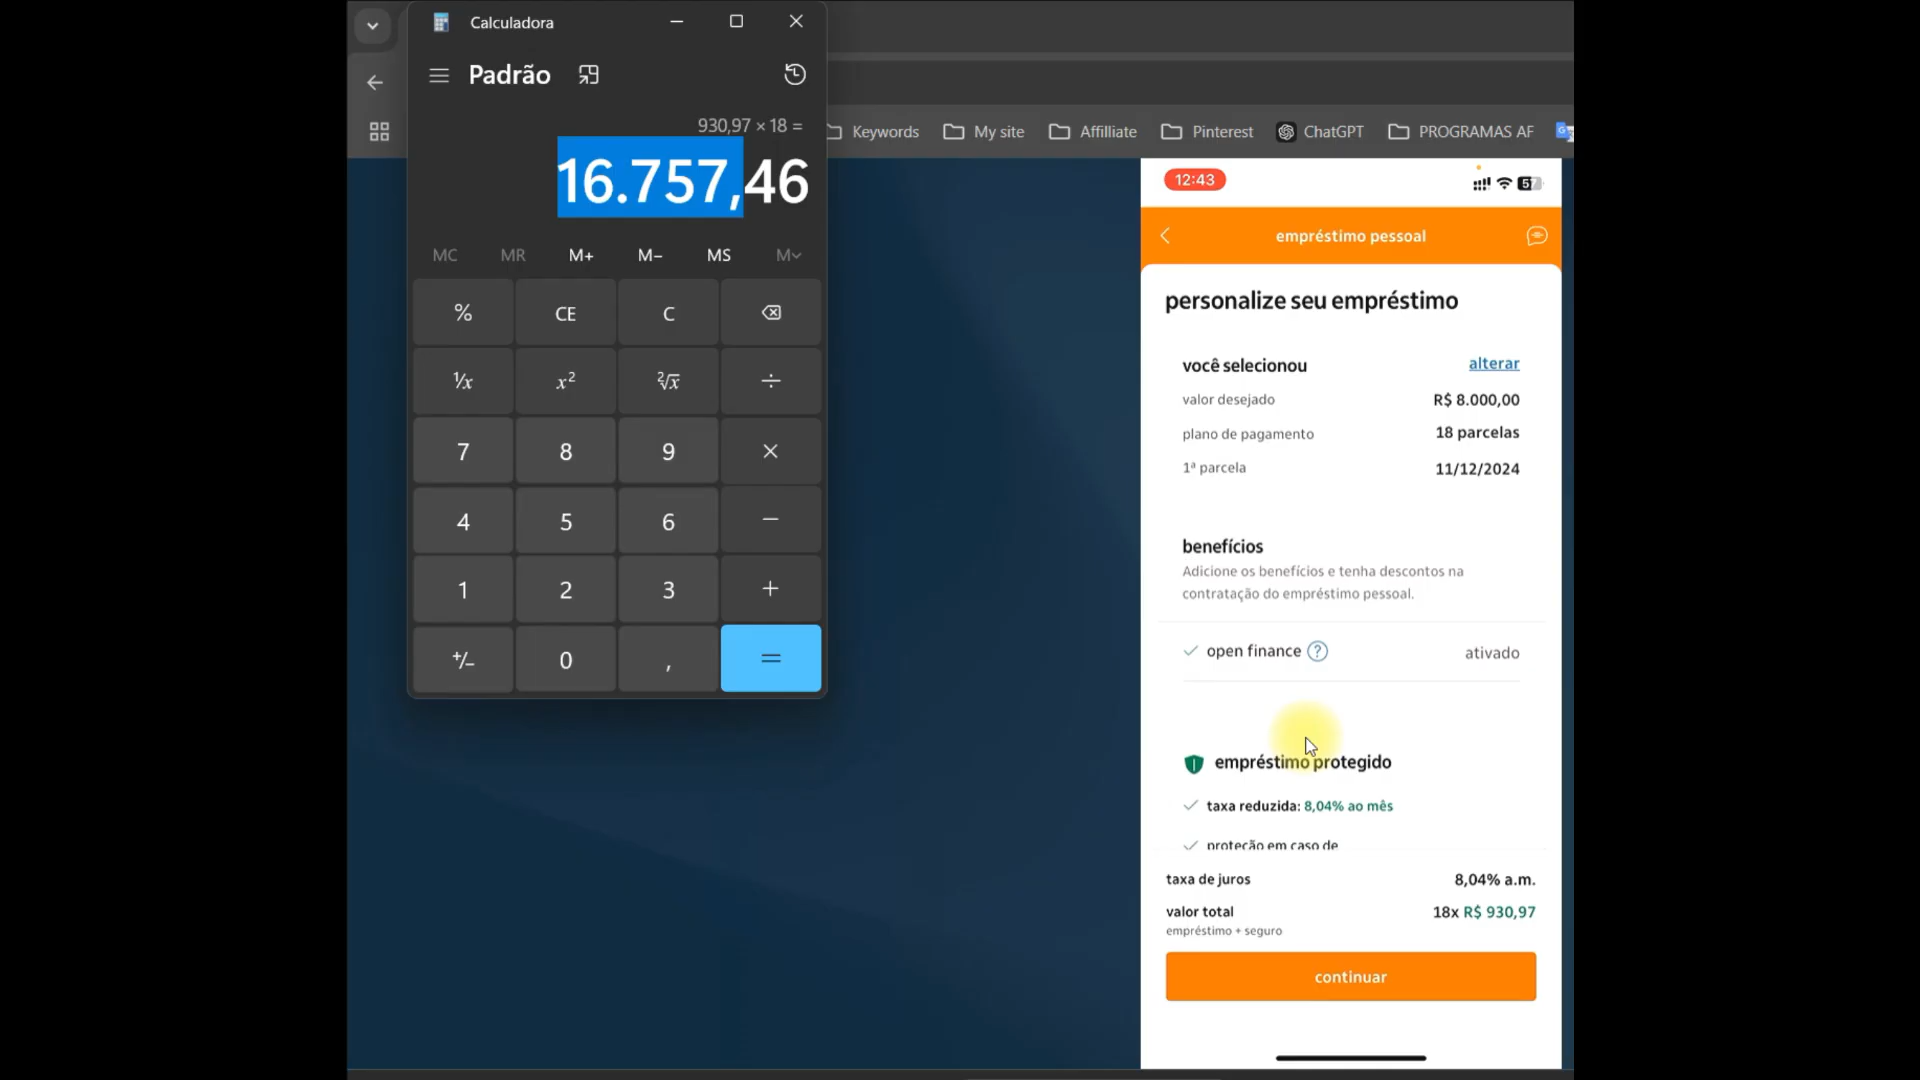 Calculadora
Padrão
930,97 × 18 =
16.757,46
MC MR M+ M− MS M
% CE C
⅟x x² ²√x ÷
7 8 9 ×
4 5 6 −
1 2 3 +
+/− 0 , =
Keywords My site Affilliate Pinterest ChatGPT PROGRAMAS AF
12:43
57
empréstimo pessoal
personalize seu empréstimo
você selecionou alterar
valor desejado R$ 8.000,00
plano de pagamento 18 parcelas
1ª parcela 11/12/2024
benefícios
Adicione os benefícios e tenha descontos na
contratação do empréstimo pessoal.
open finance ? ativado
empréstimo protegido
taxa reduzida: 8,04% ao mês
proteção em caso de
taxa de juros 8,04% a.m.
valor total 18x R$ 930,97
empréstimo + seguro
continuar